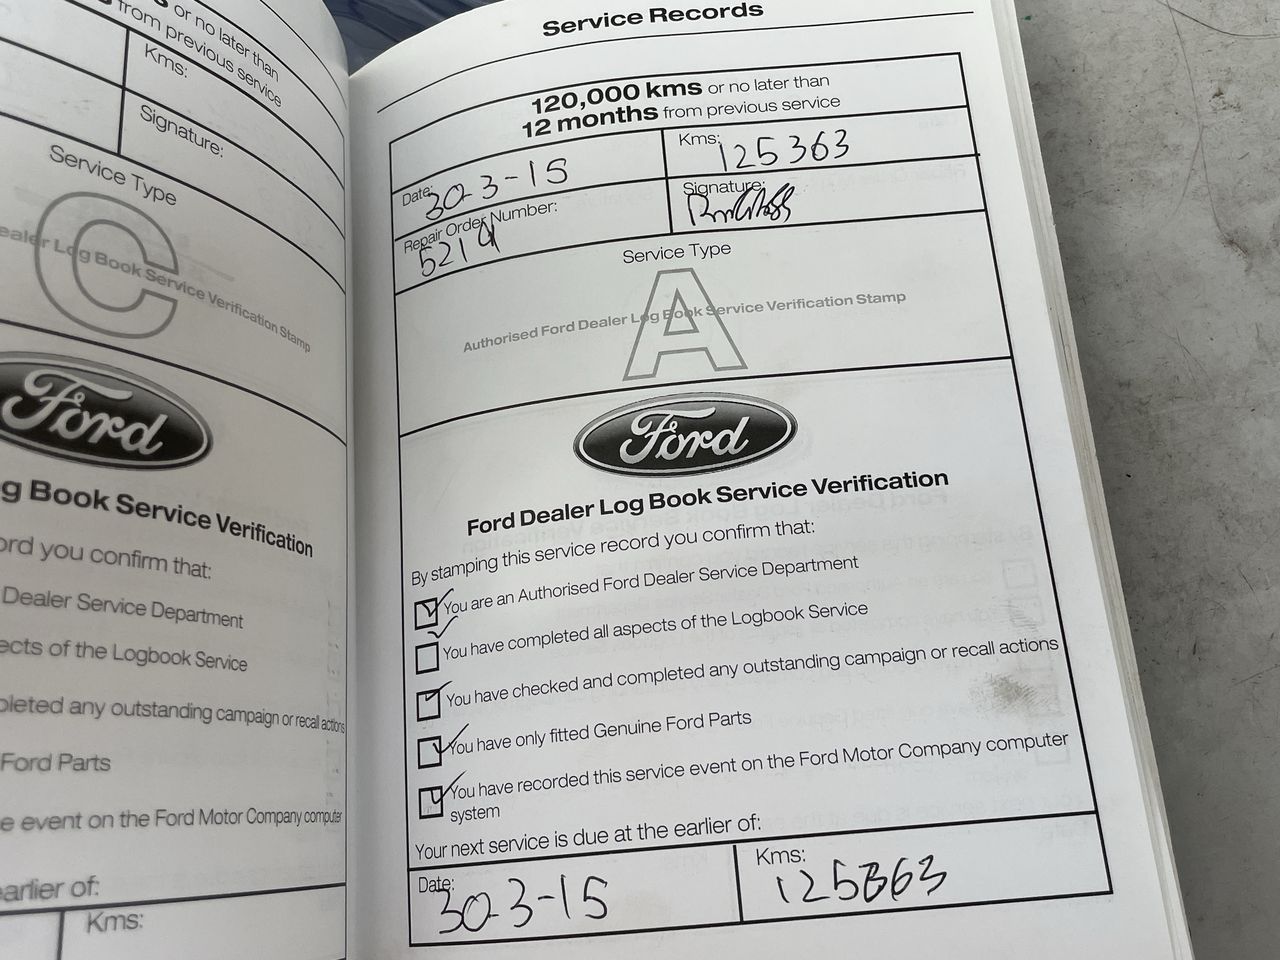 or no later than
from previous service
Kms:
Signature:
Service Type
C
Log Book Service Verification Stamp
Ford
Book Service Verification
you confirm that:
Dealer Service Department
of the Logbook Service
any outstanding campaign or recall actions
Ford Parts
event on the Ford Motor Company computer
of:
Kms:
Service Records
120,000 kms or no later than
12 months from previous service
Date: 30-3-15
Kms: 125363
Repair Order Number: 5219
Signature:
Service Type
A
Authorised Ford Dealer Log Book Service Verification Stamp
Ford
Ford Dealer Log Book Service Verification
By stamping this service record you confirm that:
You are an Authorised Ford Dealer Service Department
You have completed all aspects of the Logbook Service
You have checked and completed any outstanding campaign or recall actions
You have only fitted Genuine Ford Parts
You have recorded this service event on the Ford Motor Company computer
system
Your next service is due at the earlier of:
Date: 30-3-15
Kms: 125363